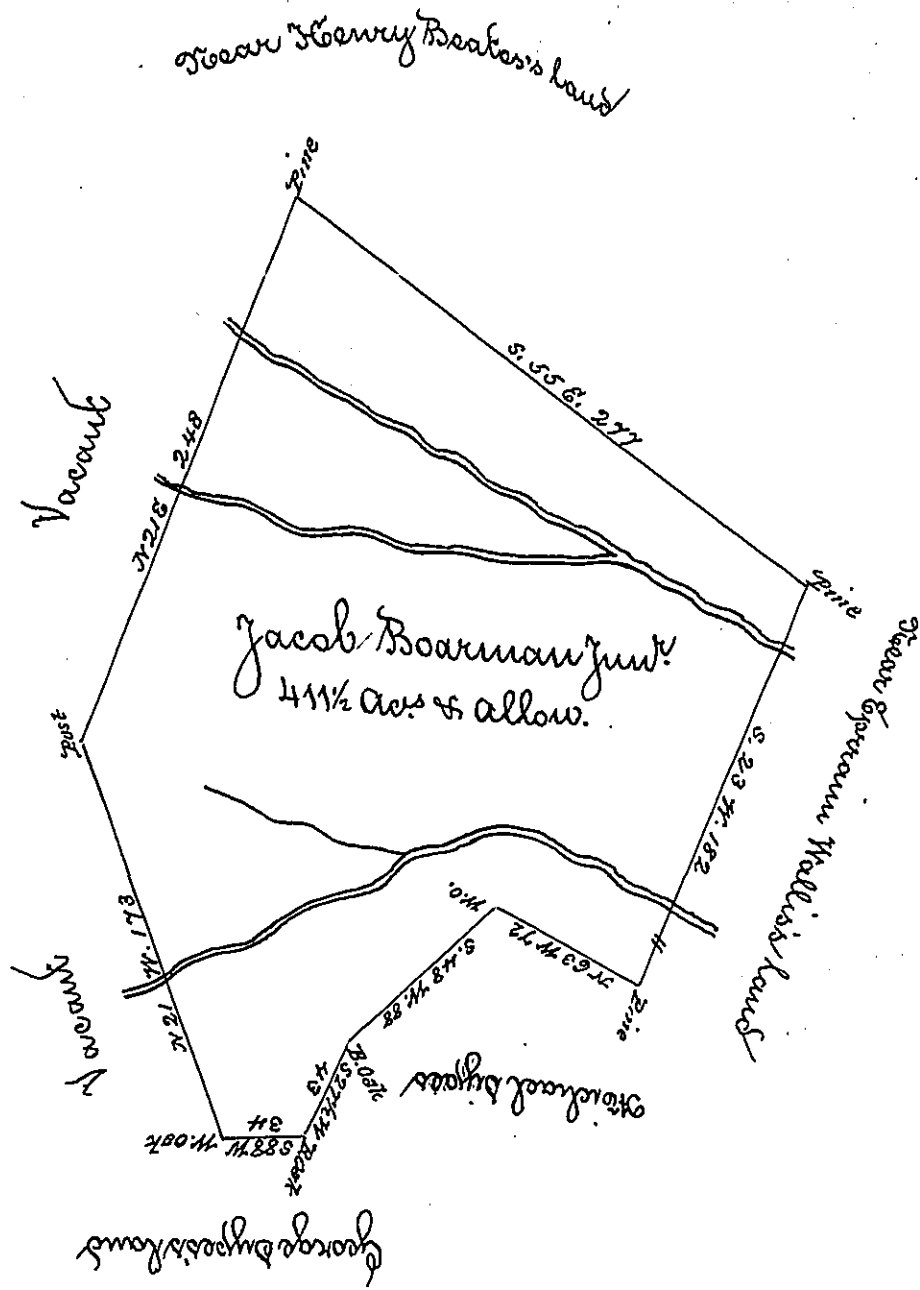 Near Henry Beates's land
Pine
S. 55 E. 277
Vacant
N 21 E 248
Pine
Near Ephraim Wallis's land
Jacob Boarman Junr.
411½ Acrs & allow.
Post
S. 23 W. 182
N 21 W. 173
Vacant
W.O.
N 63 W 72
Pine
S. 48 W. 88
Michael Sypes
S 27½ W
43
R Oak
S 88 W
34
W. oak
George Sypes's land